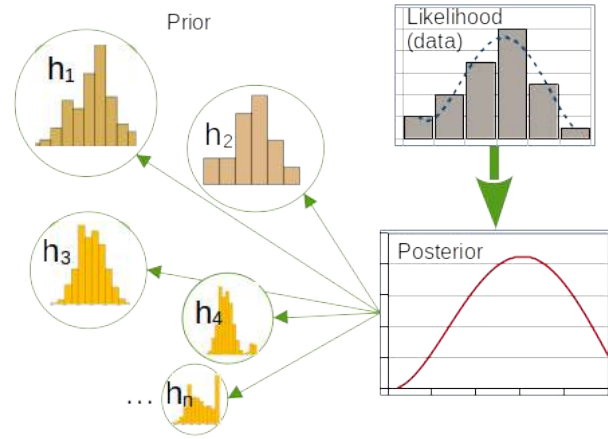 Prior
Likelihood
(data)
h1
h2
h3
Posterior
h4
... hn